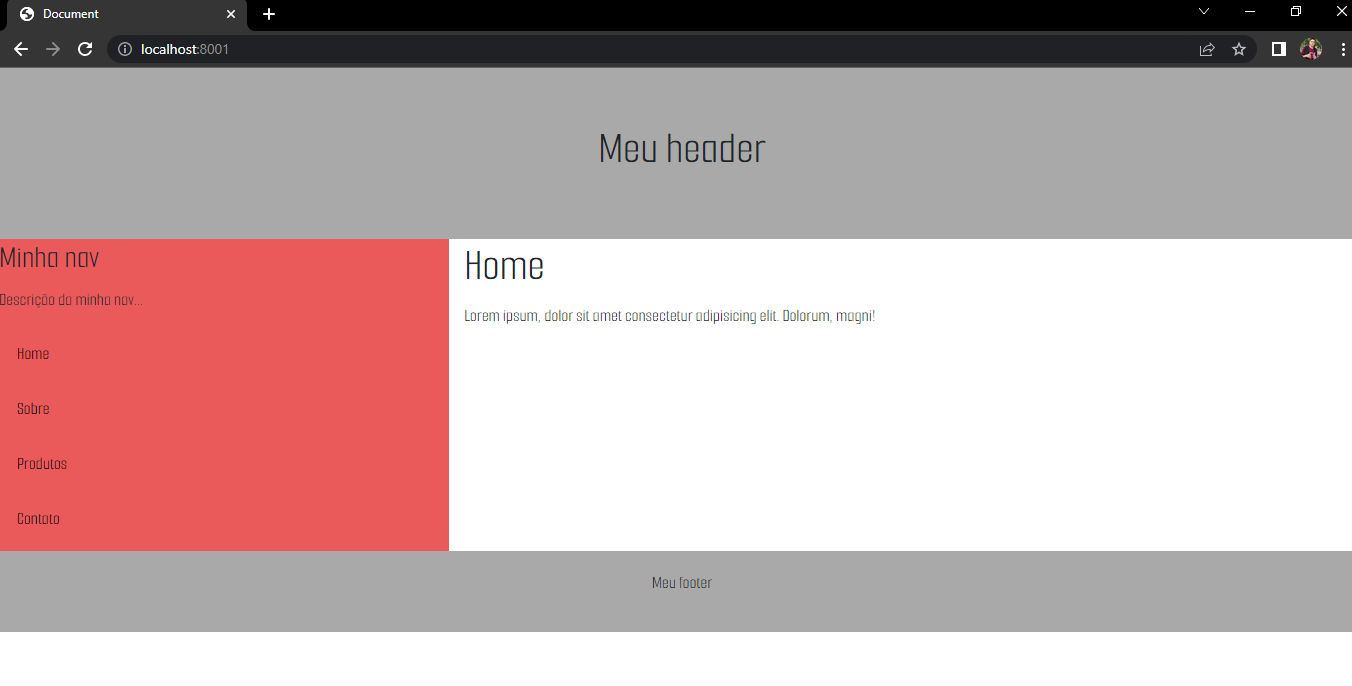 Document
localhost:8001
Meu header
Minha nav
Descrição da minha nav...
Home
Sobre
Produtos
Contato
Home
Lorem ipsum, dolor sit amet consectetur adipisicing elit. Dolorum, magni!
Meu footer